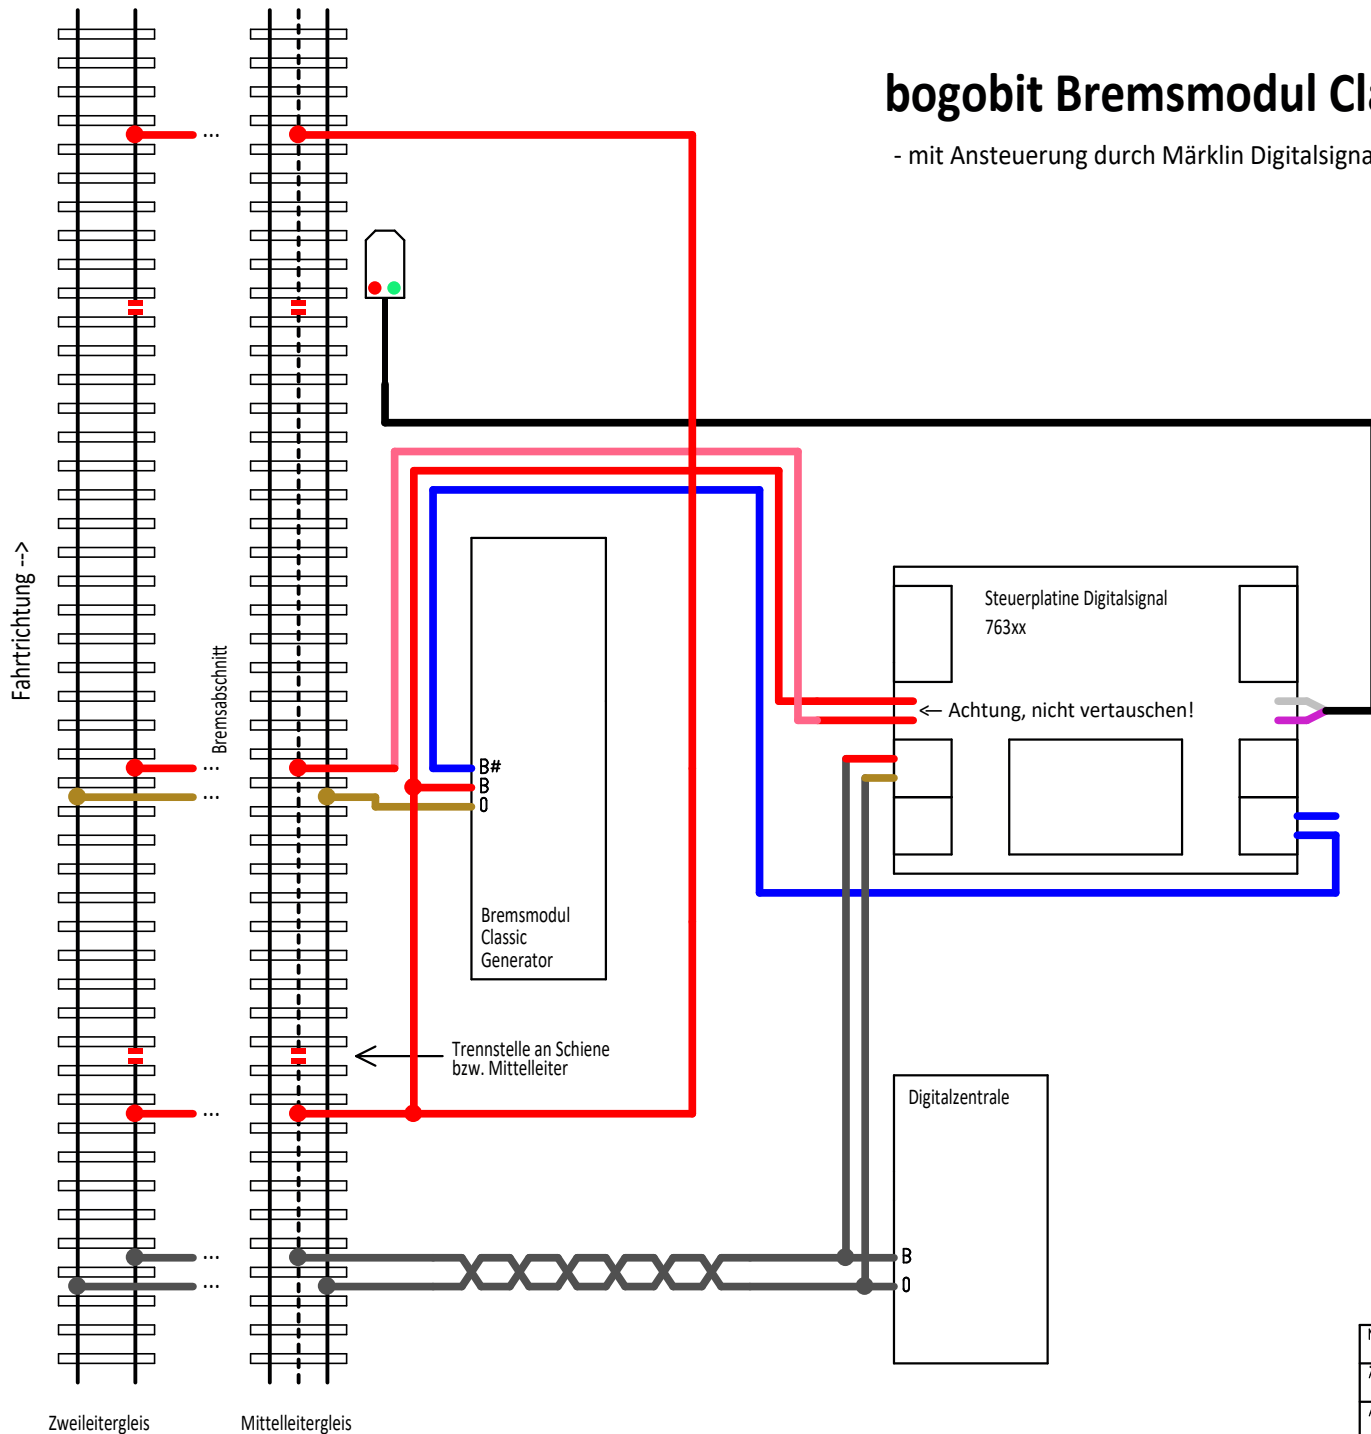 bogobit Bremsmodul Cla
- mit Ansteuerung durch Märklin Digitalsigna
...
Fahrtrichtung -->
Bremsabschnitt
Steuerplatine Digitalsignal
763xx
← Achtung, nicht vertauschen!
...
...
B#
B
0
Bremsmodul
Classic
Generator
Trennstelle an Schiene
bzw. Mittelleiter
...
Digitalzentrale
...
...
B
0
Zweileitergleis
Mittelleitergleis